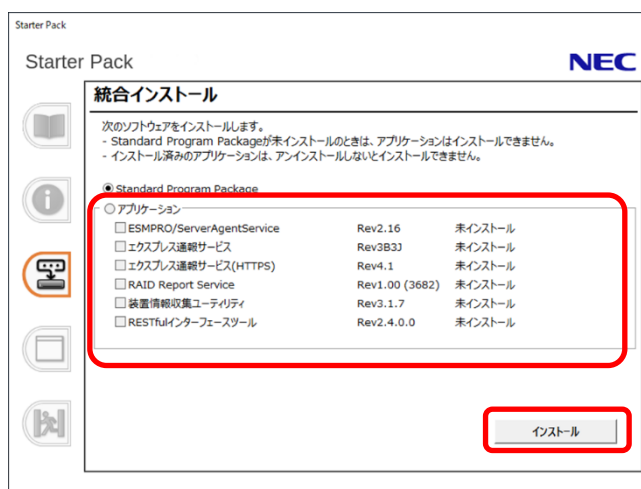 Starter Pack
Starter Pack
NEC
統合インストール
次のソフトウェアをインストールします。
- Standard Program Packageが未インストールのときは、アプリケーションはインストールできません。
- インストール済みのアプリケーションは、アンインストールしないとインストールできません。
Standard Program Package
アプリケーション
ESMPRO/ServerAgentService Rev2.16 未インストール
エクスプレス通報サービス Rev3B3J 未インストール
エクスプレス通報サービス(HTTPS) Rev4.1 未インストール
RAID Report Service Rev1.00 (3682) 未インストール
装置情報収集ユーティリティ Rev3.1.7 未インストール
RESTfulインターフェースツール Rev2.4.0.0 未インストール
インストール